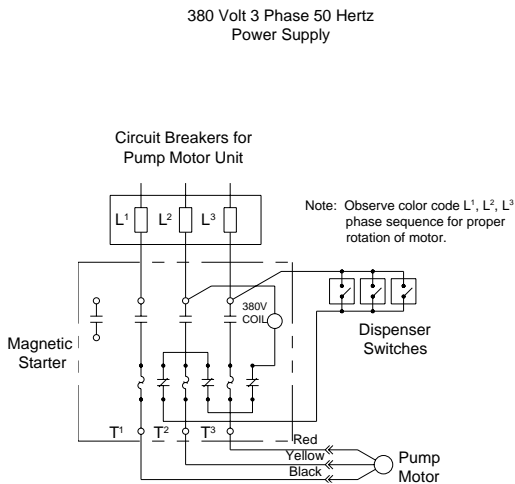 380 Volt 3 Phase 50 Hertz
Power Supply
Circuit Breakers for
Pump Motor Unit
L¹ L² L³
Note: Observe color code L¹, L², L³
phase sequence for proper
rotation of motor.
380V
COIL
Magnetic
Starter
Dispenser
Switches
T¹ T² T³
Red
Yellow
Black
Pump
Motor